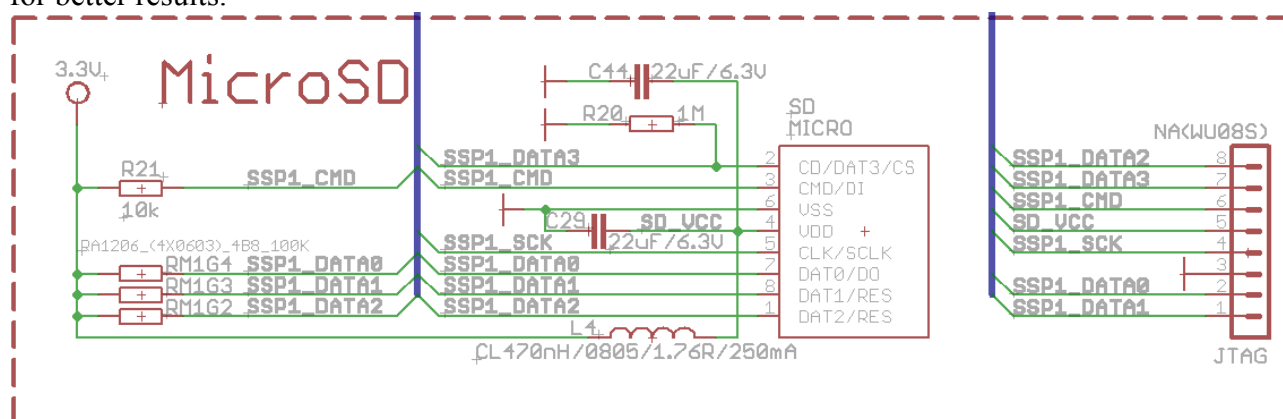 for better results.
3.3V
MicroSD
C44
22uF/6.3V
R20
1M
SD
MICRO
NA(WU08S)
R21
10k
SSP1_CMD
SSP1_DATA3
SSP1_CMD
C29
SD_VCC
22uF/6.3V
SSP1_SCK
SSP1_DATA0
SSP1_DATA1
SSP1_DATA2
2
3
6
4
5
7
8
1
CD/DAT3/CS
CMD/DI
VSS
VDD
CLK/SCLK
DAT0/DO
DAT1/RES
DAT2/RES
RA1206_(4X0603)_4B8_100K
RM1G4 SSP1_DATA0
RM1G3 SSP1_DATA1
RM1G2 SSP1_DATA2
L4
CL470nH/0805/1.76R/250mA
SSP1_DATA2 8
SSP1_DATA3 7
SSP1_CMD 6
SD_VCC 5
SSP1_SCK 4
3
SSP1_DATA0 2
SSP1_DATA1 1
JTAG